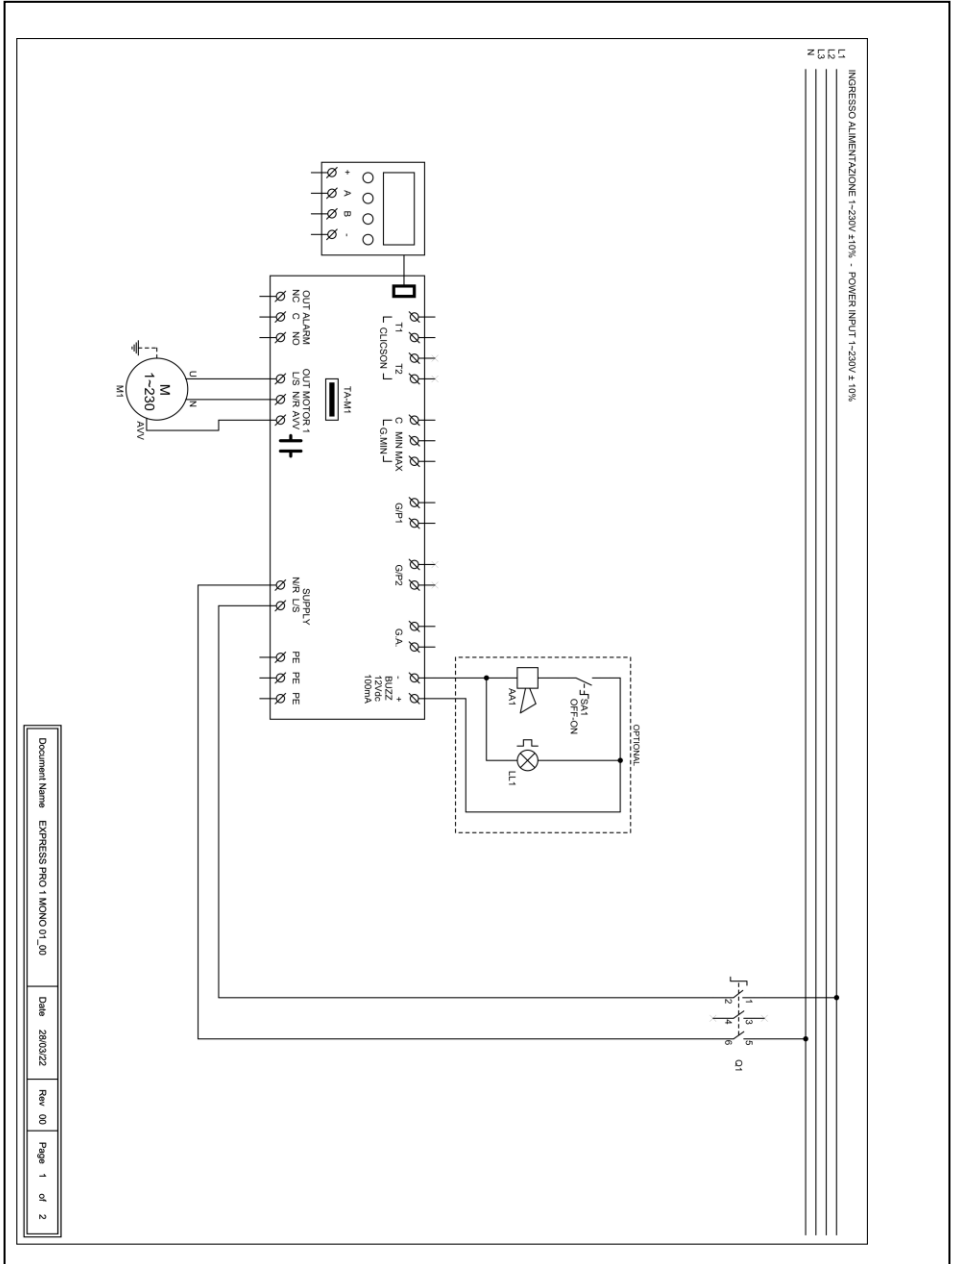 INGRESSO ALIMENTAZIONE 1~230V ±10% - POWER INPUT 1~230V ± 10%
L1
L2
L3
N
+ A B -
T1 T2
CLICSON
C MIN MAX
G.MIN
G/P1
G/P2
G.A.
- +
BUZZ
12Vdc
100mA
OUT ALARM
NC C NO
TA-M1
OUT MOTOR 1
L/S N/R AVV
SUPPLY
N/R L/S
PE PE PE
U N
M
1~230
M1
AVV
OPTIONAL
SA1
OFF-ON
AA1
LL1
1 3 5
2 4 6
Q1
Document Name EXPRESS PRO 1 MONO 01_00 Date 28/03/22 Rev 00 Page 1 of 2